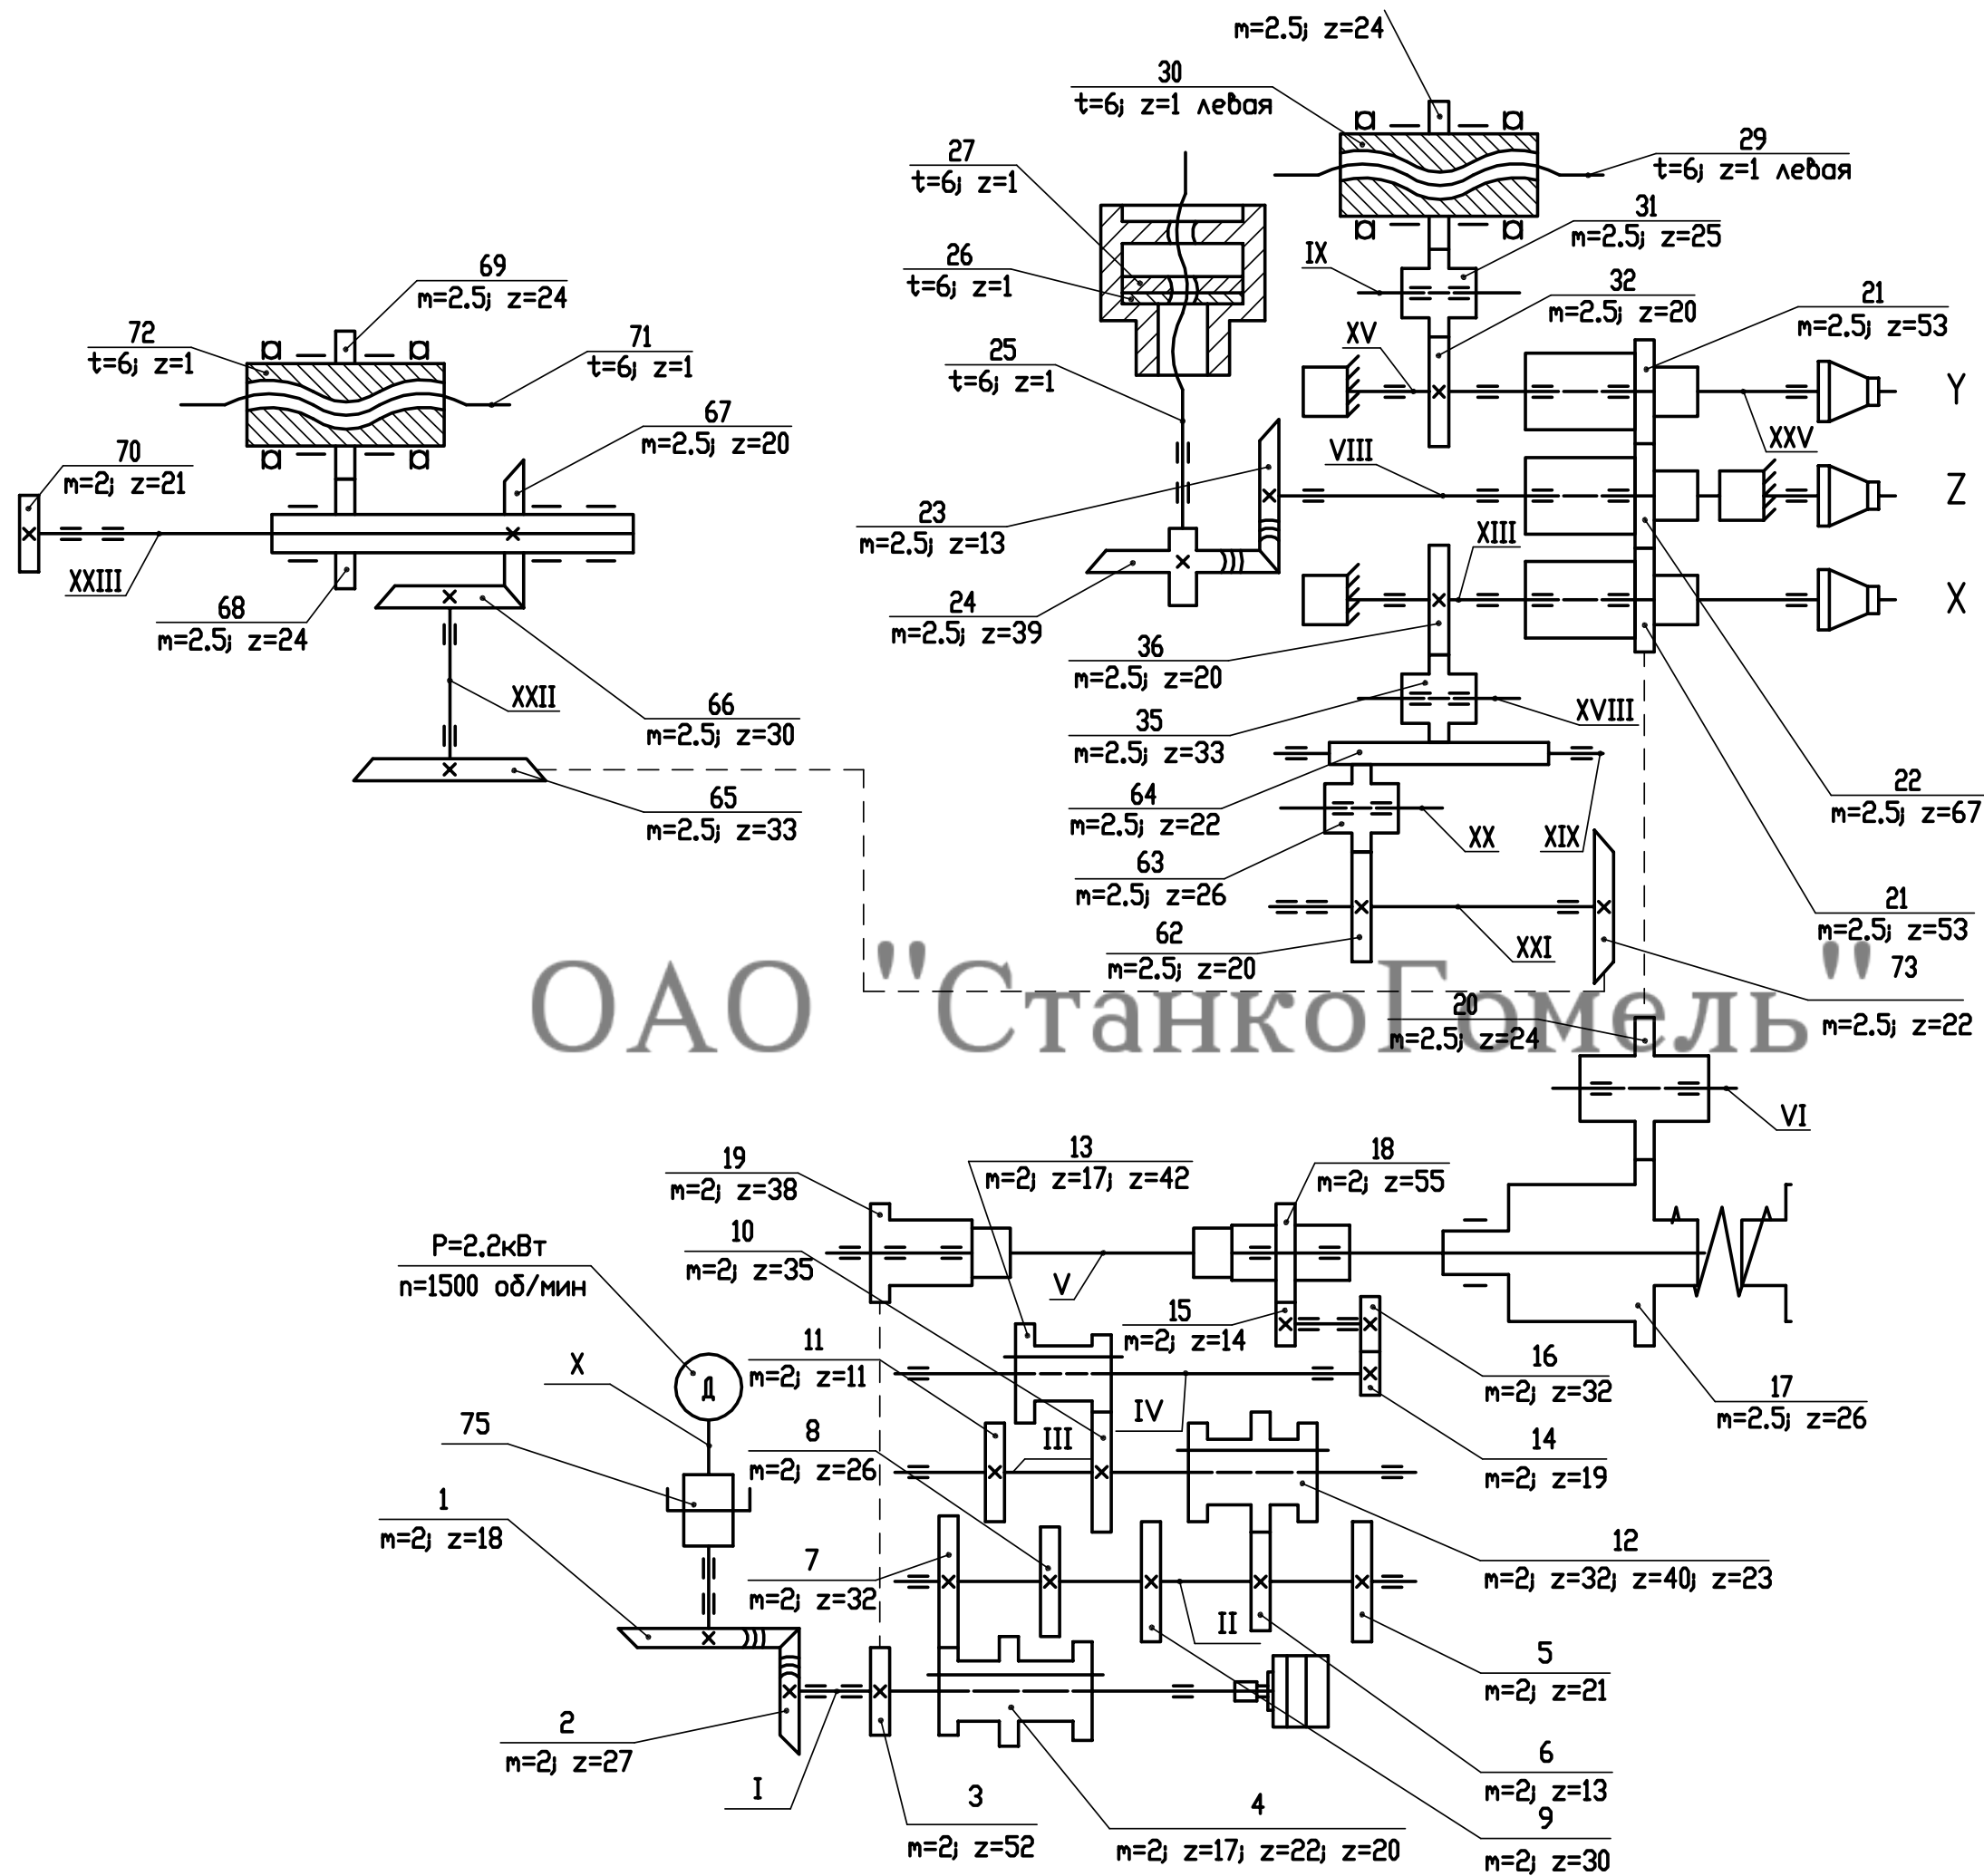 m=2.5; z=24
30
t=6; z=1 левая
27
t=6; z=1
29
t=6; z=1 левая
31
m=2.5; z=25
IX
26
t=6; z=1
32
m=2.5; z=20
21
m=2.5; z=53
69
m=2.5; z=24
72
t=6; z=1
71
t=6; z=1
XV
25
t=6; z=1
Y
67
m=2.5; z=20
XXV
70
m=2; z=21
VIII
Z
23
m=2.5; z=13
XIII
XXIII
68
m=2.5; z=24
24
m=2.5; z=39
X
36
m=2.5; z=20
XXII
66
m=2.5; z=30
35
m=2.5; z=33
XVIII
65
m=2.5; z=33
64
m=2.5; z=22
22
m=2.5; z=67
XX
XIX
63
m=2.5; z=26
21
m=2.5; z=53
62
m=2.5; z=20
XXI
73
m=2.5; z=22
ОАО "СтанкоГомель"
20
m=2.5; z=24
VI
19
m=2; z=38
13
m=2; z=17; z=42
18
m=2; z=55
10
m=2; z=35
P=2.2кВт
n=1500 об/мин
V
15
m=2; z=14
11
m=2; z=11
X
Д
16
m=2; z=32
17
m=2.5; z=26
IV
III
75
8
m=2; z=26
14
m=2; z=19
1
m=2; z=18
7
m=2; z=32
12
m=2; z=32; z=40; z=23
II
5
m=2; z=21
2
m=2; z=27
6
m=2; z=13
I
3
m=2; z=52
4
m=2; z=17; z=22; z=20
9
m=2; z=30